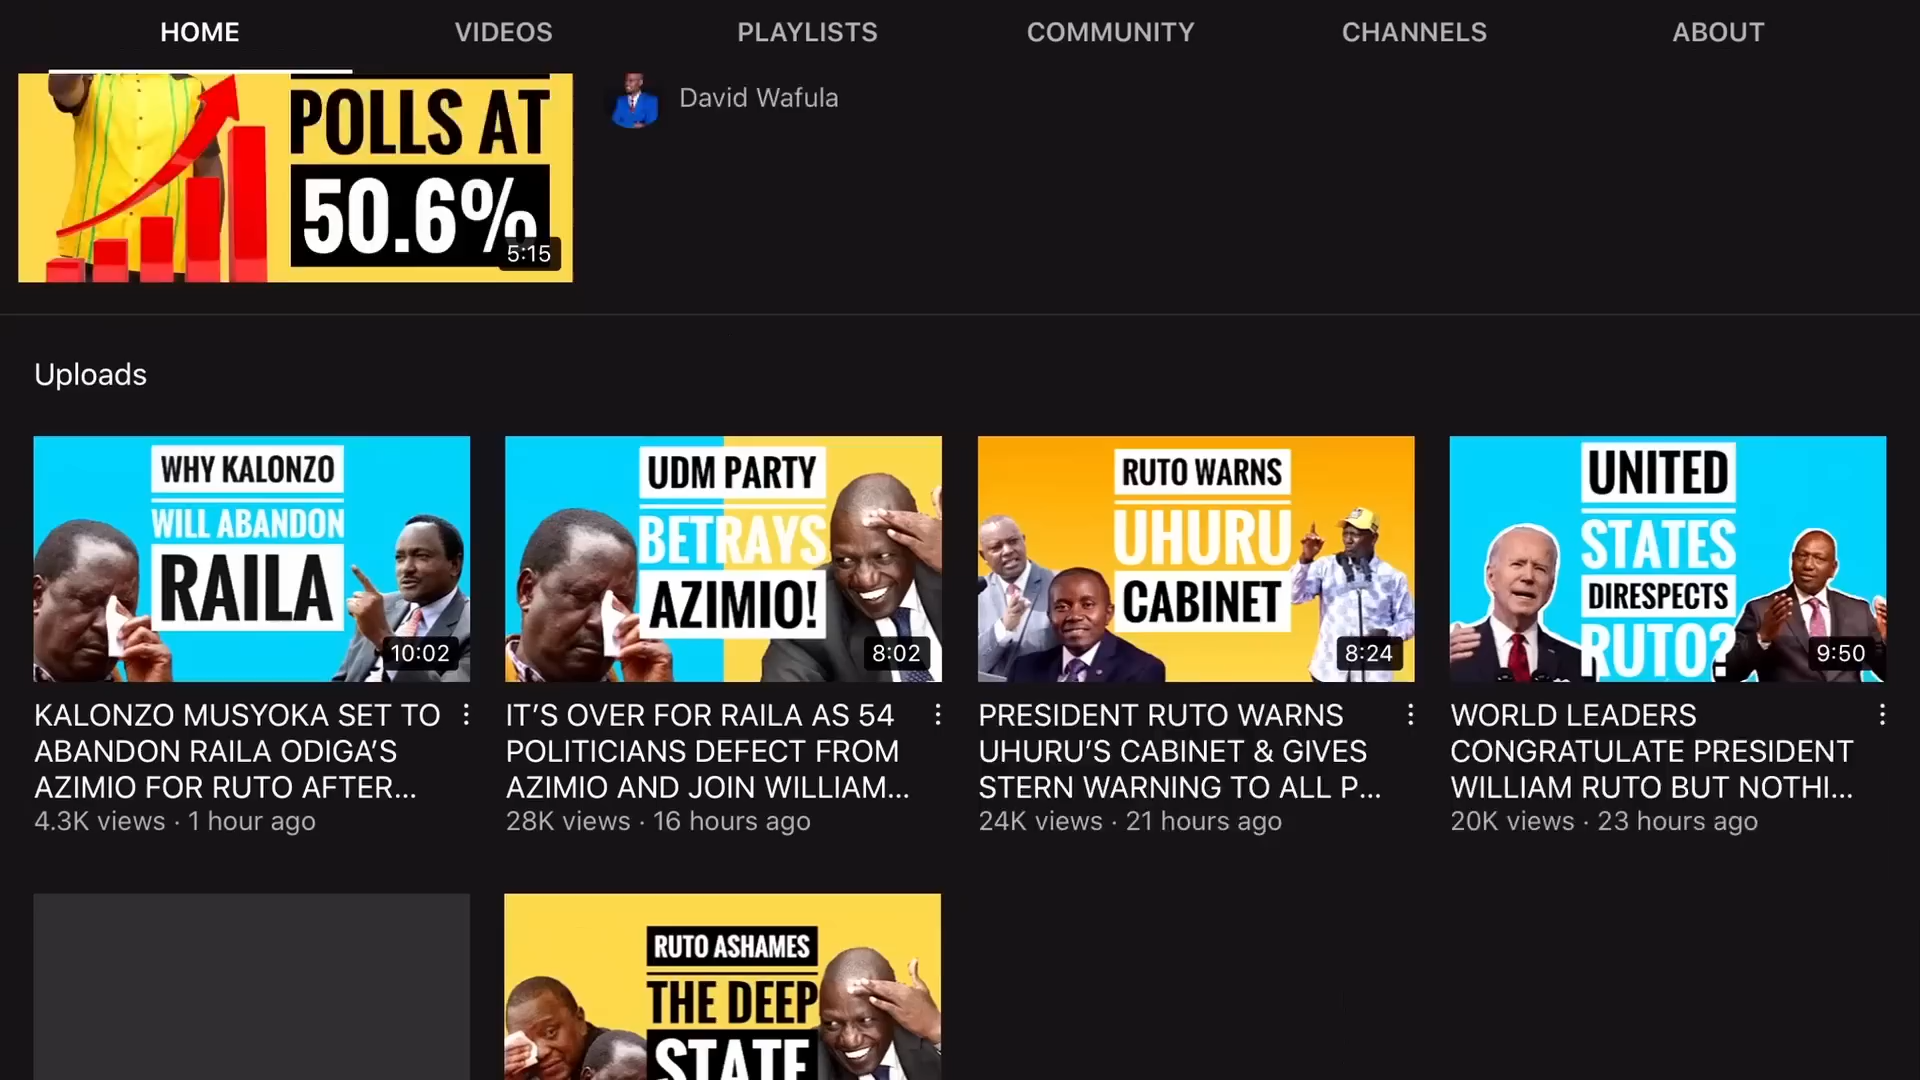 HOME
VIDEOS
PLAYLISTS
COMMUNITY
CHANNELS
ABOUT
POLLS AT
50.6%
5:15
David Wafula
Uploads
WHY KALONZO
WILL ABANDON
RAILA
10:02
KALONZO MUSYOKA SET TO
ABANDON RAILA ODIGA’S
AZIMIO FOR RUTO AFTER...
4.3K views · 1 hour ago
UDM PARTY
BETRAYS
AZIMIO!
8:02
IT’S OVER FOR RAILA AS 54
POLITICIANS DEFECT FROM
AZIMIO AND JOIN WILLIAM...
28K views · 16 hours ago
RUTO WARNS
UHURU
CABINET
8:24
PRESIDENT RUTO WARNS
UHURU’S CABINET & GIVES
STERN WARNING TO ALL P...
24K views · 21 hours ago
UNITED
STATES
DIRESPECTS
RUTO?
9:50
WORLD LEADERS
CONGRATULATE PRESIDENT
WILLIAM RUTO BUT NOTHI...
20K views · 23 hours ago
RUTO ASHAMES
THE DEEP
STATE